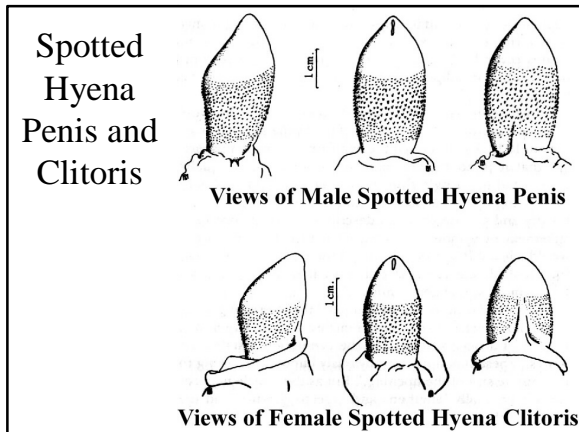 Spotted
Hyena
Penis and
Clitoris
1 cm.
Views of Male Spotted Hyena Penis
1 cm.
Views of Female Spotted Hyena Clitoris